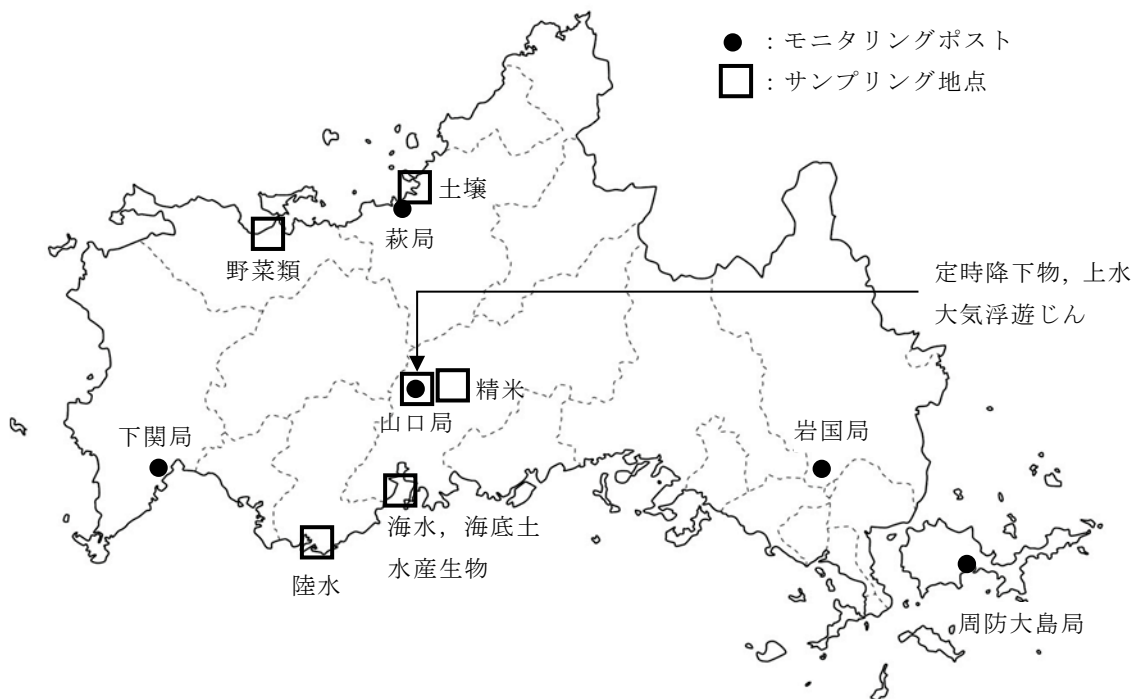 ●：モニタリングポスト
□：サンプリング地点
土壌
萩局
野菜類
定時降下物, 上水
大気浮遊じん
精米
山口局
下関局
岩国局
海水，海底土
水産生物
陸水
周防大島局